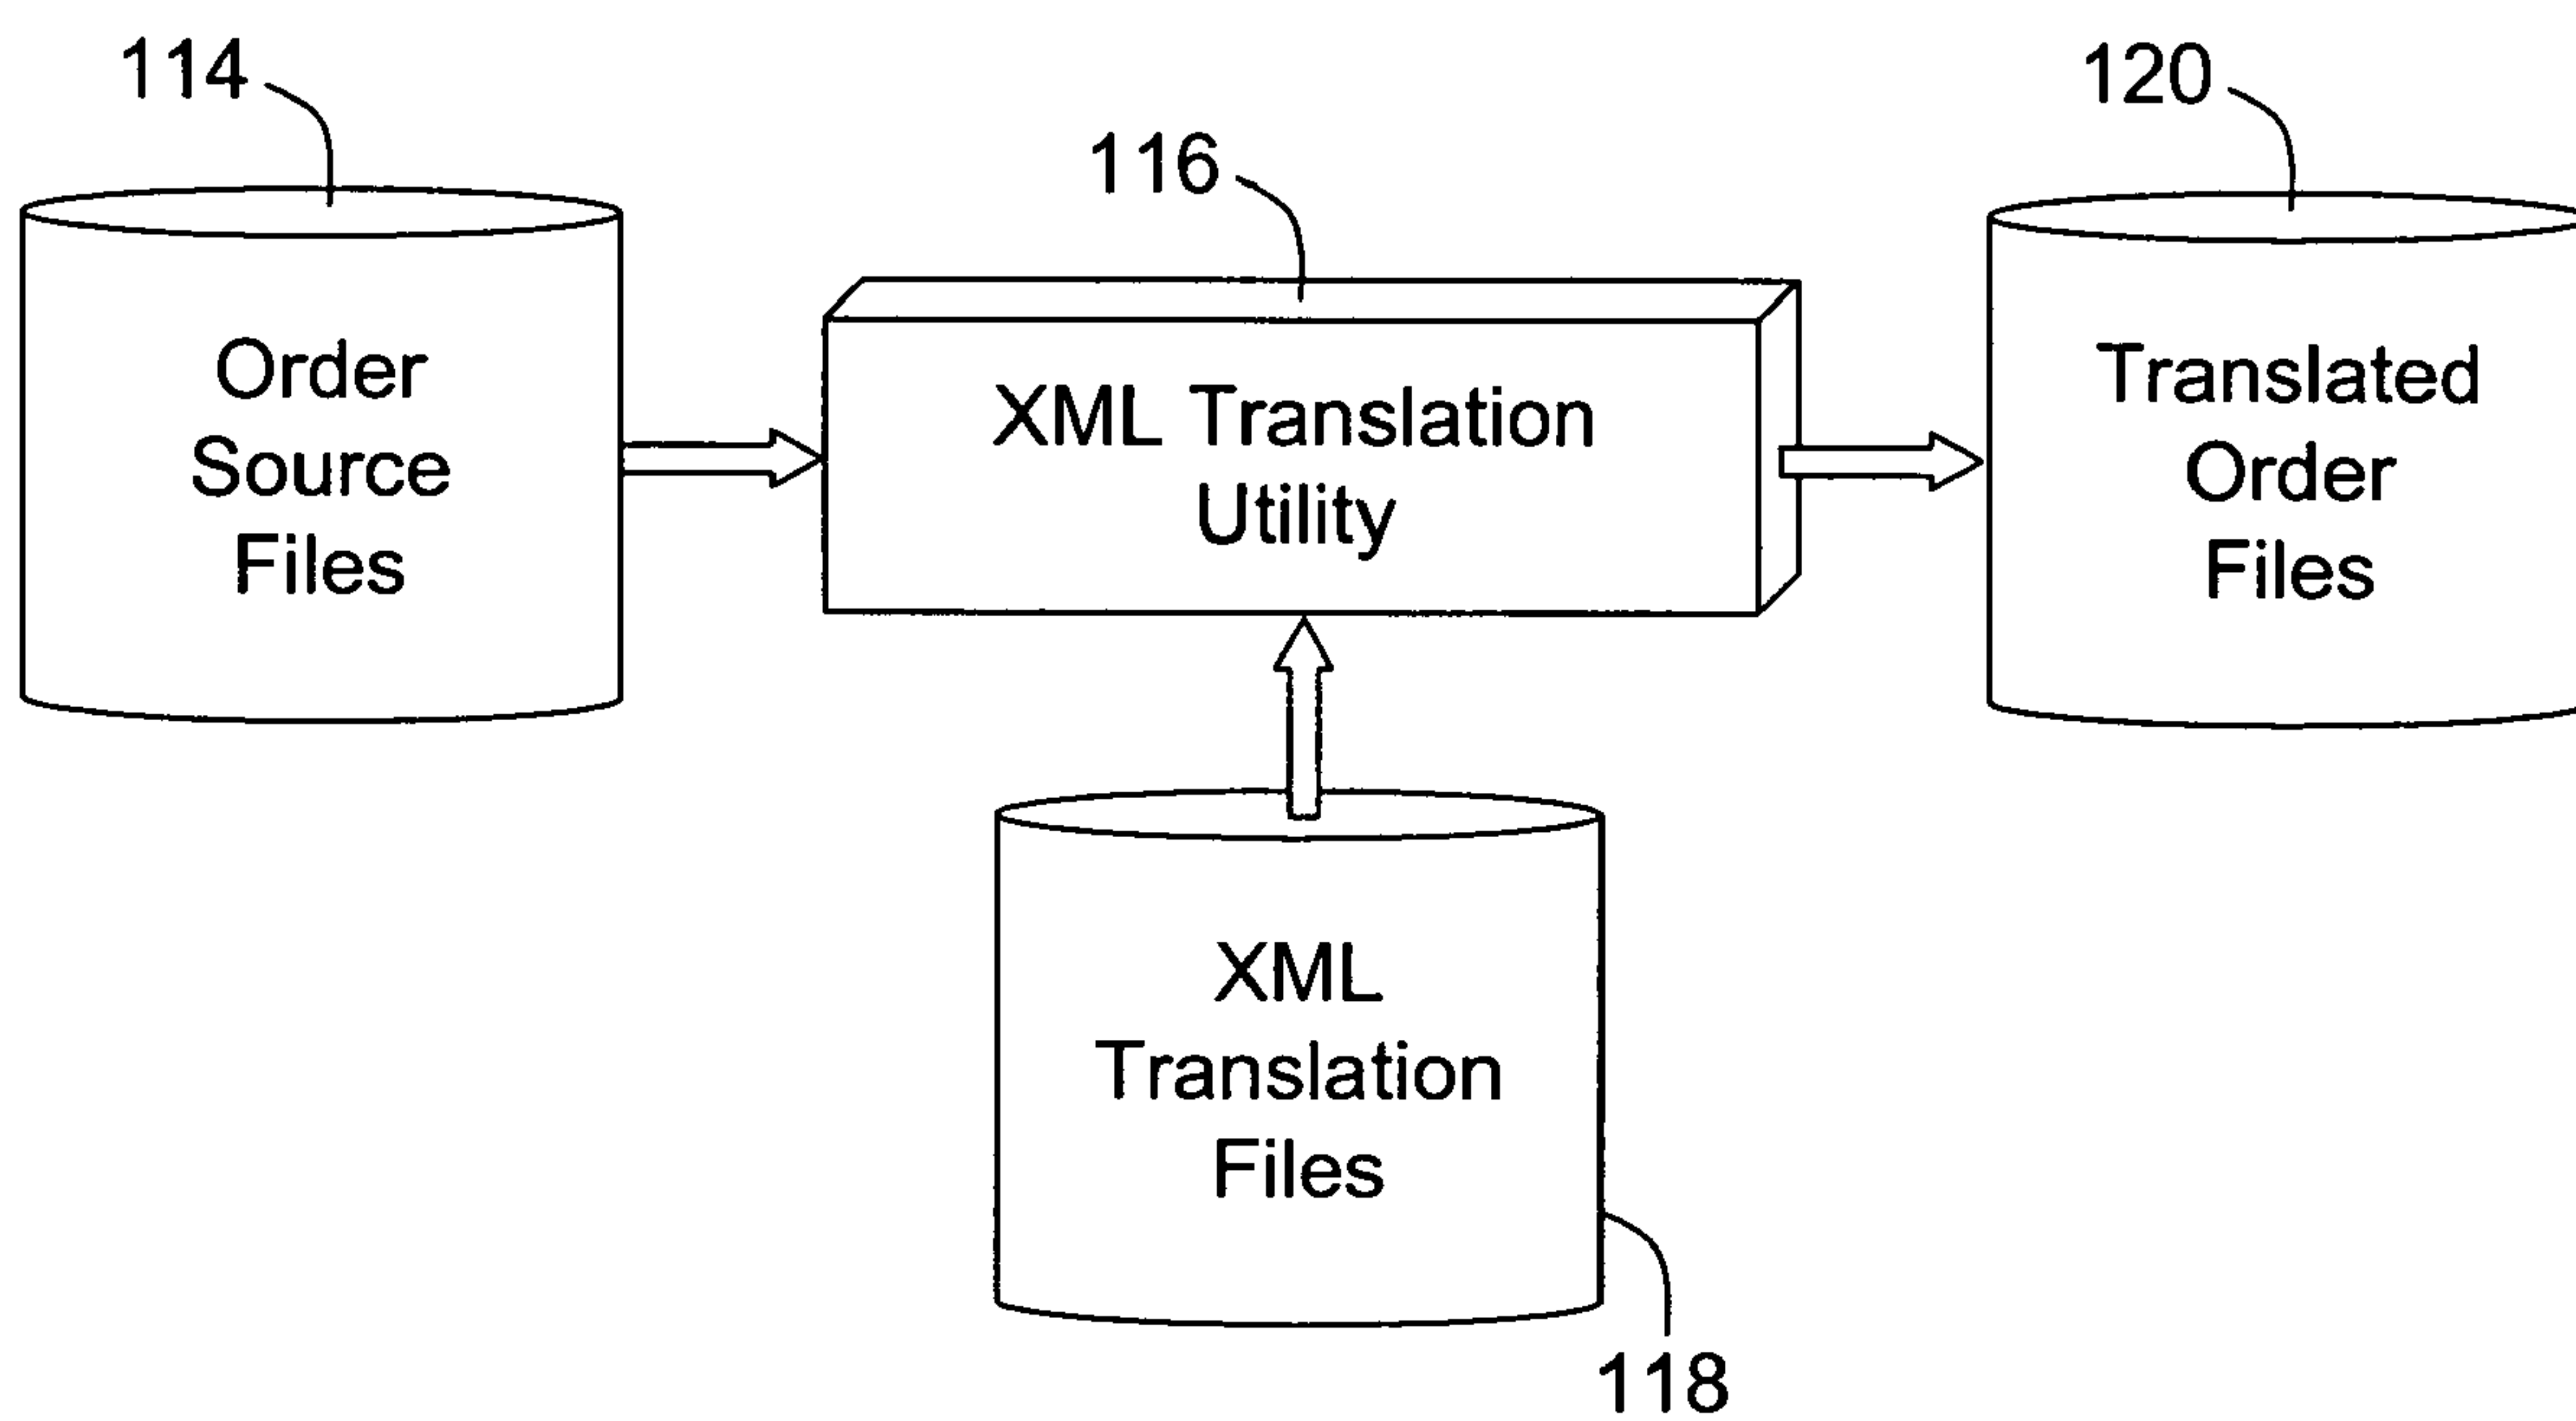 114
120
116
Order
Source
Files
XML Translation
Utility
Translated
Order
Files
XML
Translation
Files
118